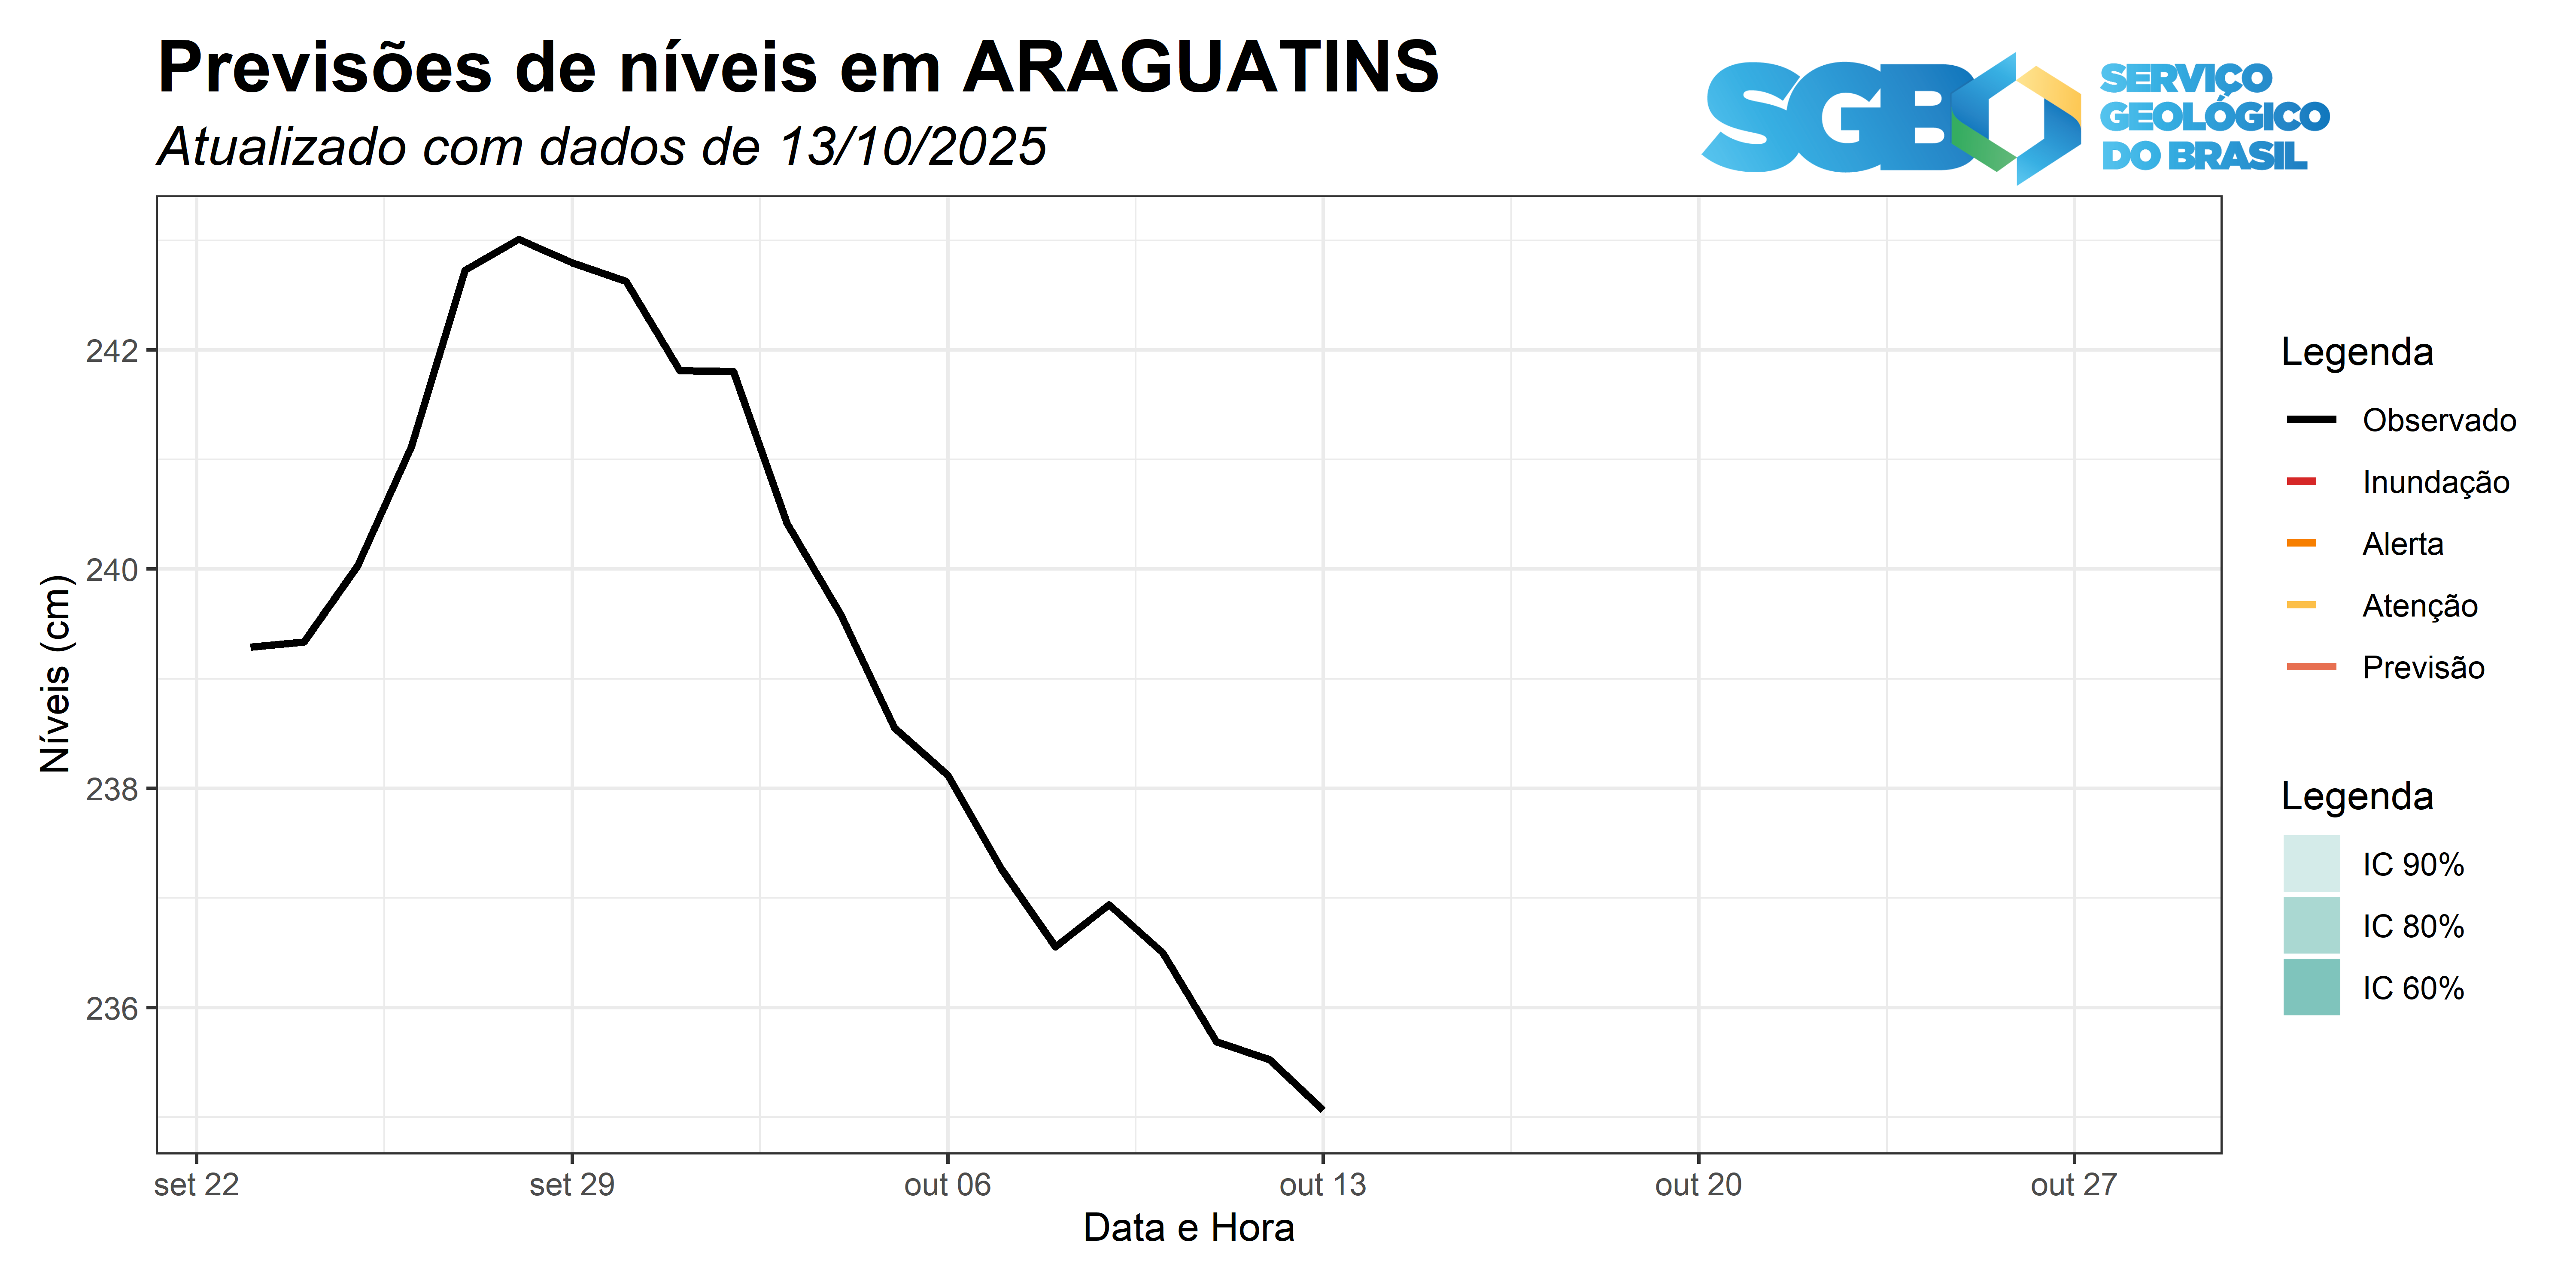 Previsões de níveis em ARAGUATINS
Atualizado com dados de 13/10/2025
SGB
SERVIÇO
GEOLÓGICO
DO BRASIL
Níveis (cm)
242
240
238
236
set 22
set 29
out 06
out 13
out 20
out 27
Data e Hora
Legenda
Observado
Inundação
Alerta
Atenção
Previsão
Legenda
IC 90%
IC 80%
IC 60%